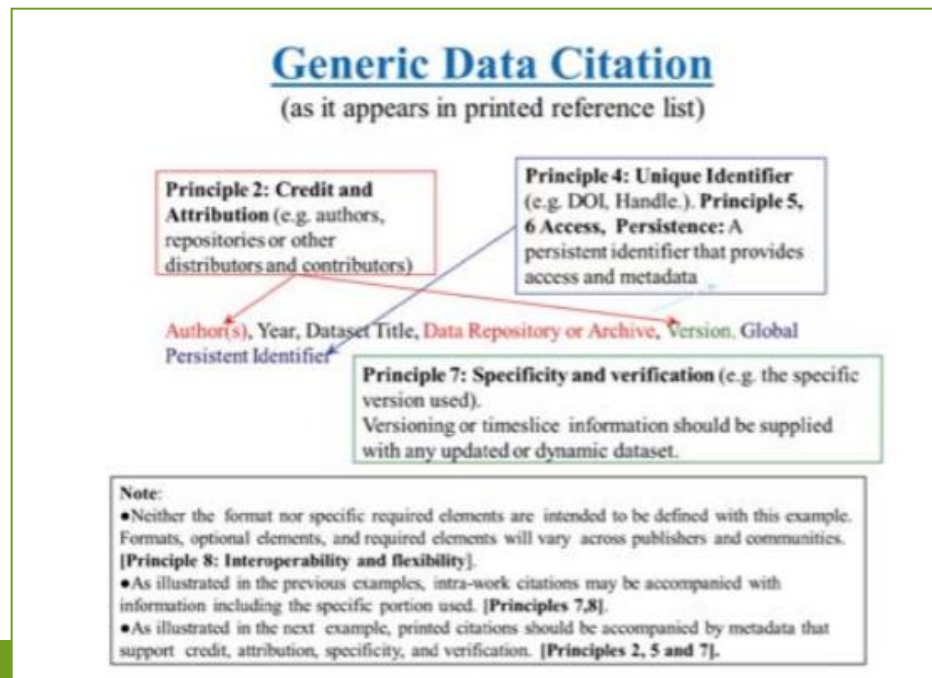 Generic Data Citation
(as it appears in printed reference list)
Principle 2: Credit and
Attribution (e.g. authors,
repositories or other
distributors and contributors)
Principle 4: Unique Identifier
(e.g. DOI, Handle.). Principle 5,
6 Access, Persistence: A
persistent identifier that provides
access and metadata
Author(s), Year, Dataset Title, Data Repository or Archive, Version, Global
Persistent Identifier
Principle 7: Specificity and verification (e.g. the specific
version used).
Versioning or timeslice information should be supplied
with any updated or dynamic dataset.
Note:
●Neither the format nor specific required elements are intended to be defined with this example.
Formats, optional elements, and required elements will vary across publishers and communities.
[Principle 8: Interoperability and flexibility].
●As illustrated in the previous examples, intra-work citations may be accompanied with
information including the specific portion used. [Principles 7,8].
●As illustrated in the next example, printed citations should be accompanied by metadata that
support credit, attribution, specificity, and verification. [Principles 2, 5 and 7].